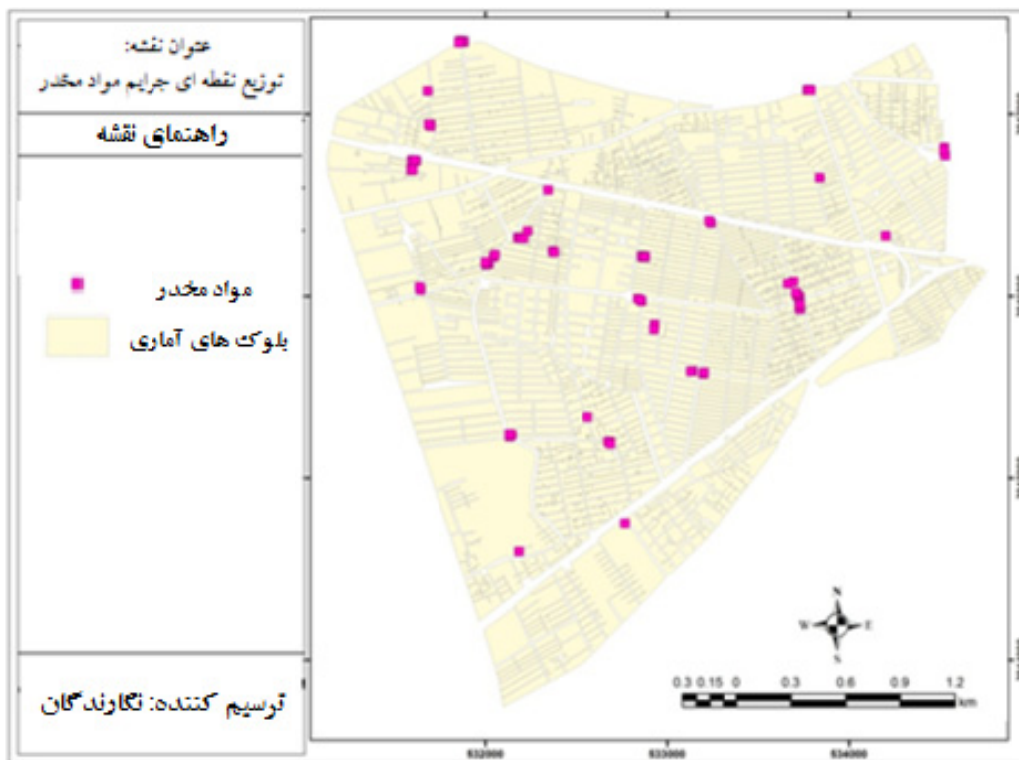 عنوان نقشه:
توزیع نقطه ای جرایم مواد مخدر
راهنمای نقشه
مواد مخدر
بلوک های آماری
ترسیم کننده: نگارندگان
N
W E
S
0.3 0.15 0 0.3 0.6 0.9 1.2
km
532000 533000 534000